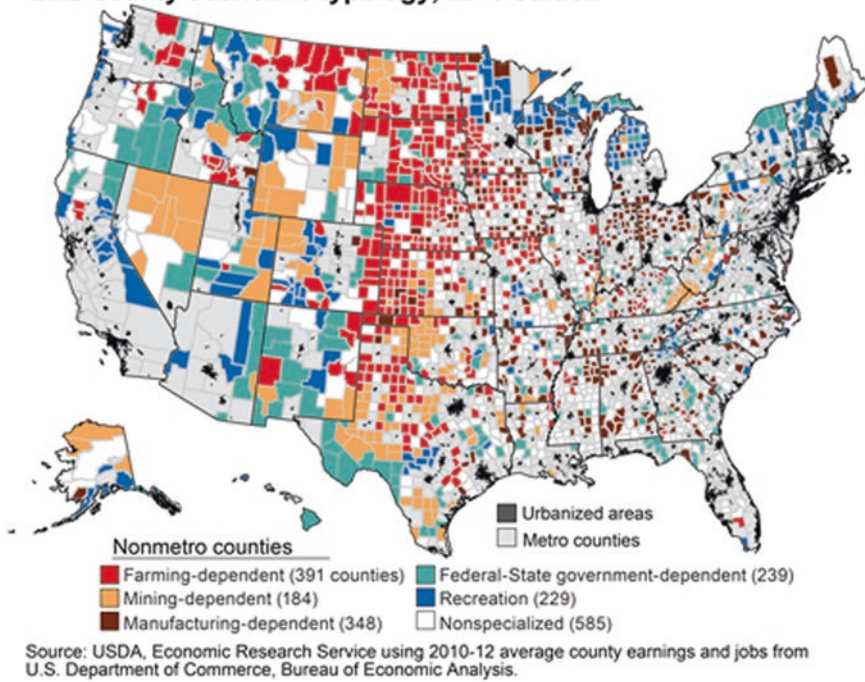 Urbanized areas
Metro counties
Nonmetro counties
Farming-dependent (391 counties)
Federal-State government-dependent (239)
Mining-dependent (184)
Recreation (229)
Manufacturing-dependent (348)
Nonspecialized (585)
Source: USDA, Economic Research Service using 2010-12 average county earnings and jobs from
U.S. Department of Commerce, Bureau of Economic Analysis.